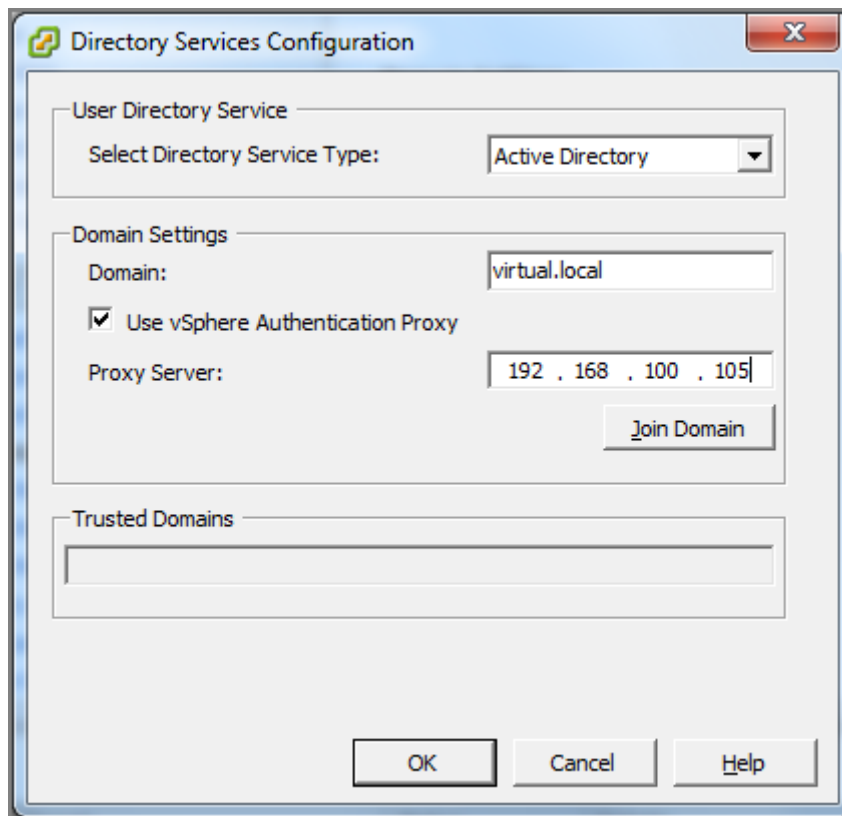 Directory Services Configuration
User Directory Service
Select Directory Service Type: Active Directory
Domain Settings
Domain: virtual.local
Use vSphere Authentication Proxy
Proxy Server: 192 . 168 . 100 . 105
Join Domain
Trusted Domains
OK Cancel Help